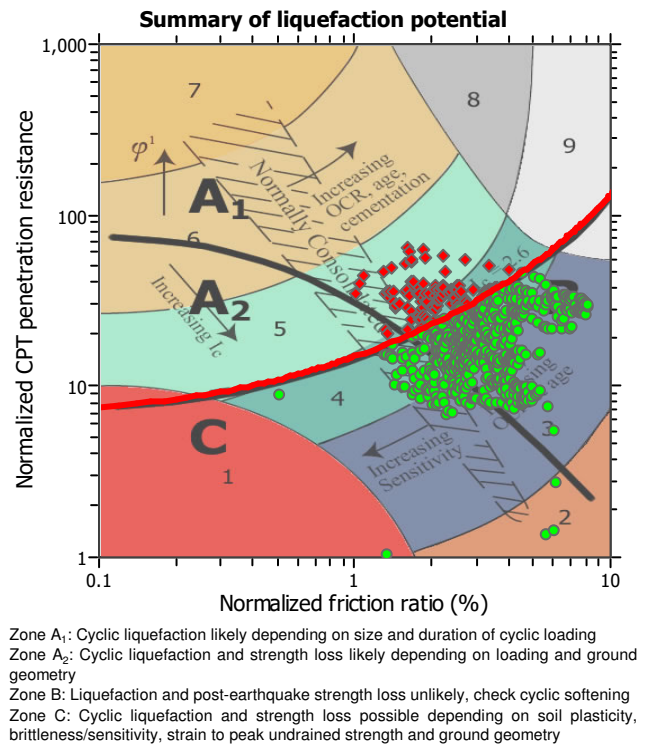 Summary of liquefaction potential
1,000
100
10
1
0.1
1
10
Normalized CPT penetration resistance
Normalized friction ratio (%)
7
8
9
φ¹
A1
Normally Consolidated
Increasing
OCR, age,
cementation
6
A2
Increasing Ic
5
= 2.6
4
C
1
Increasing
Sensitivity
age
3
2
Zone A1: Cyclic liquefaction likely depending on size and duration of cyclic loading
Zone A2: Cyclic liquefaction and strength loss likely depending on loading and ground
geometry
Zone B: Liquefaction and post-earthquake strength loss unlikely, check cyclic softening
Zone C: Cyclic liquefaction and strength loss possible depending on soil plasticity,
brittleness/sensitivity, strain to peak undrained strength and ground geometry